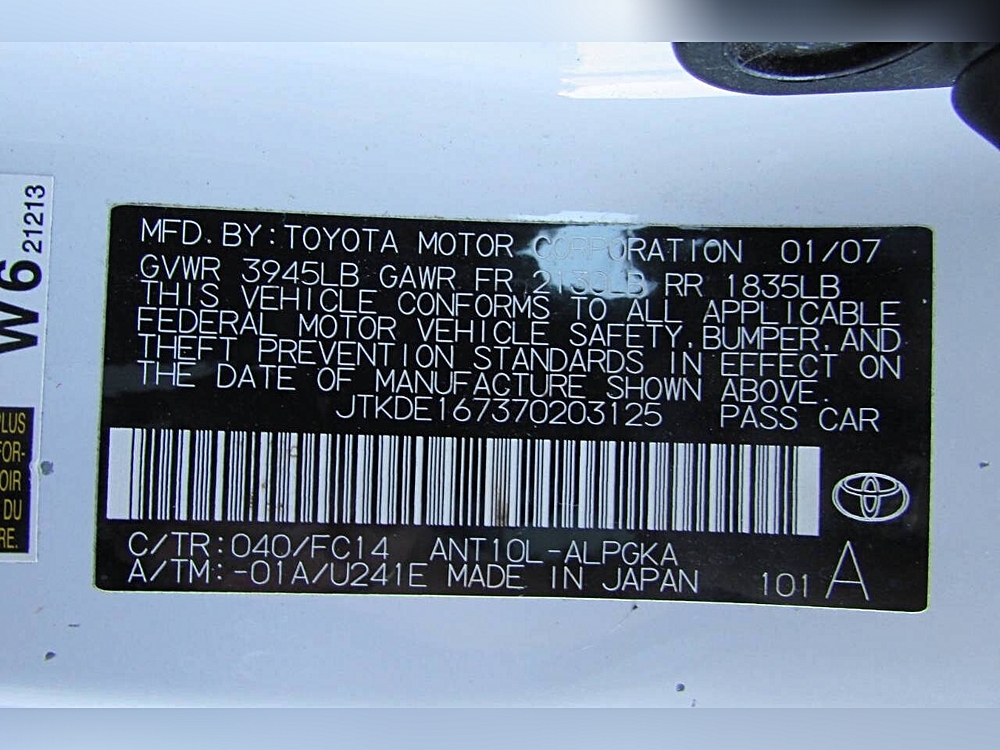 MFD. BY: TOYOTA MOTOR CORPORATION 01/07
GVWR 3945LB GAWR FR 2130LB RR 1835LB
THIS VEHICLE CONFORMS TO ALL APPLICABLE
FEDERAL MOTOR VEHICLE SAFETY, BUMPER, AND
THEFT PREVENTION STANDARDS IN EFFECT ON
THE DATE OF MANUFACTURE SHOWN ABOVE.
JTKDE167370203125 PASS CAR
C/TR: 040/FC14 ANT10L-ALPGKA
A/TM: -01A/U241E MADE IN JAPAN 101 A
W6 21213
PLUS
FOR-
OIR
DU
RE.